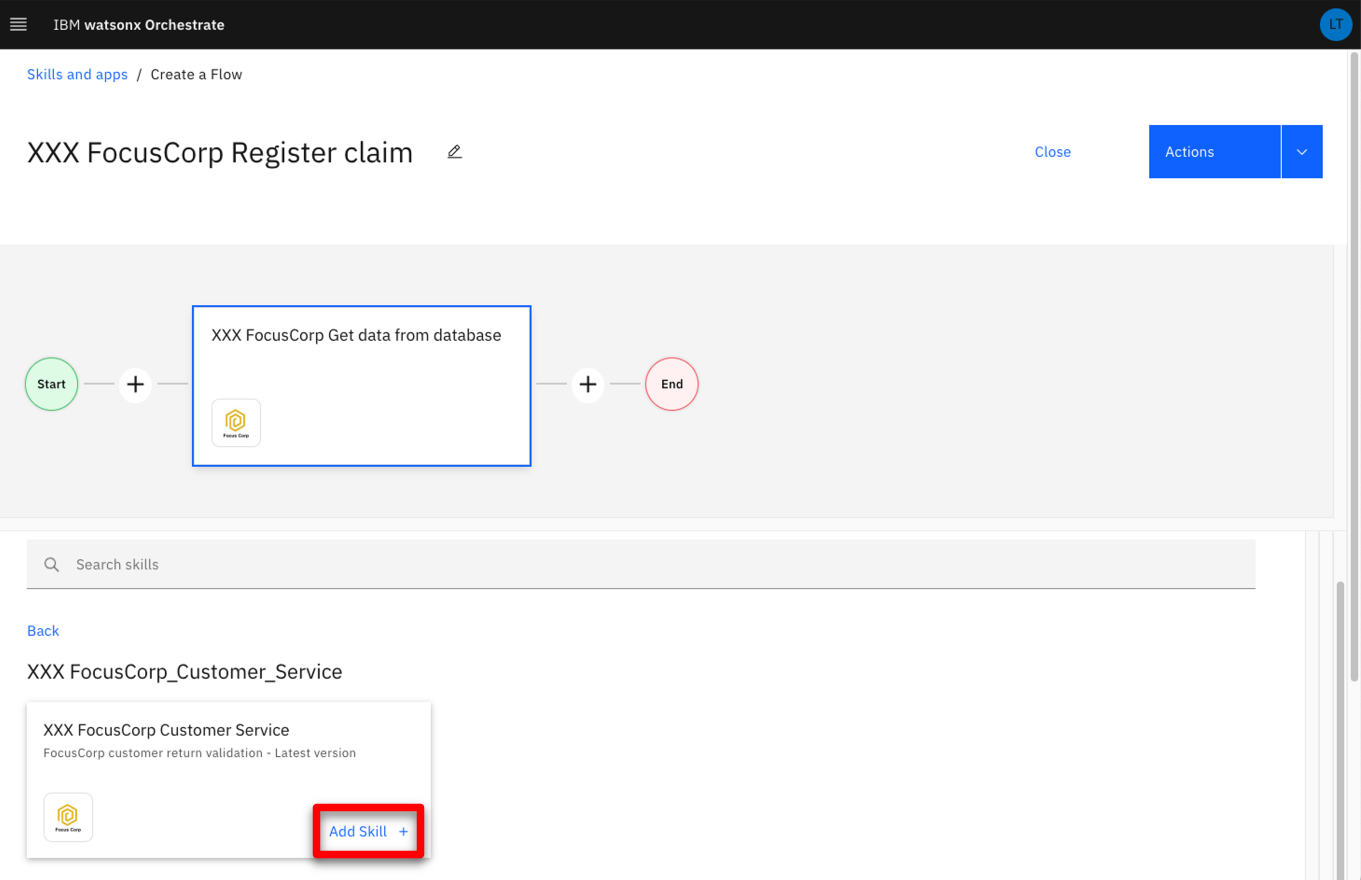 IBM watsonx Orchestrate
LT
Skills and apps / Create a Flow
XXX FocusCorp Register claim
Close
Actions
XXX FocusCorp Get data from database
Start
End
Focus Corp
Search skills
Back
XXX FocusCorp_Customer_Service
XXX FocusCorp Customer Service
FocusCorp customer return validation - Latest version
Focus Corp
Add Skill +